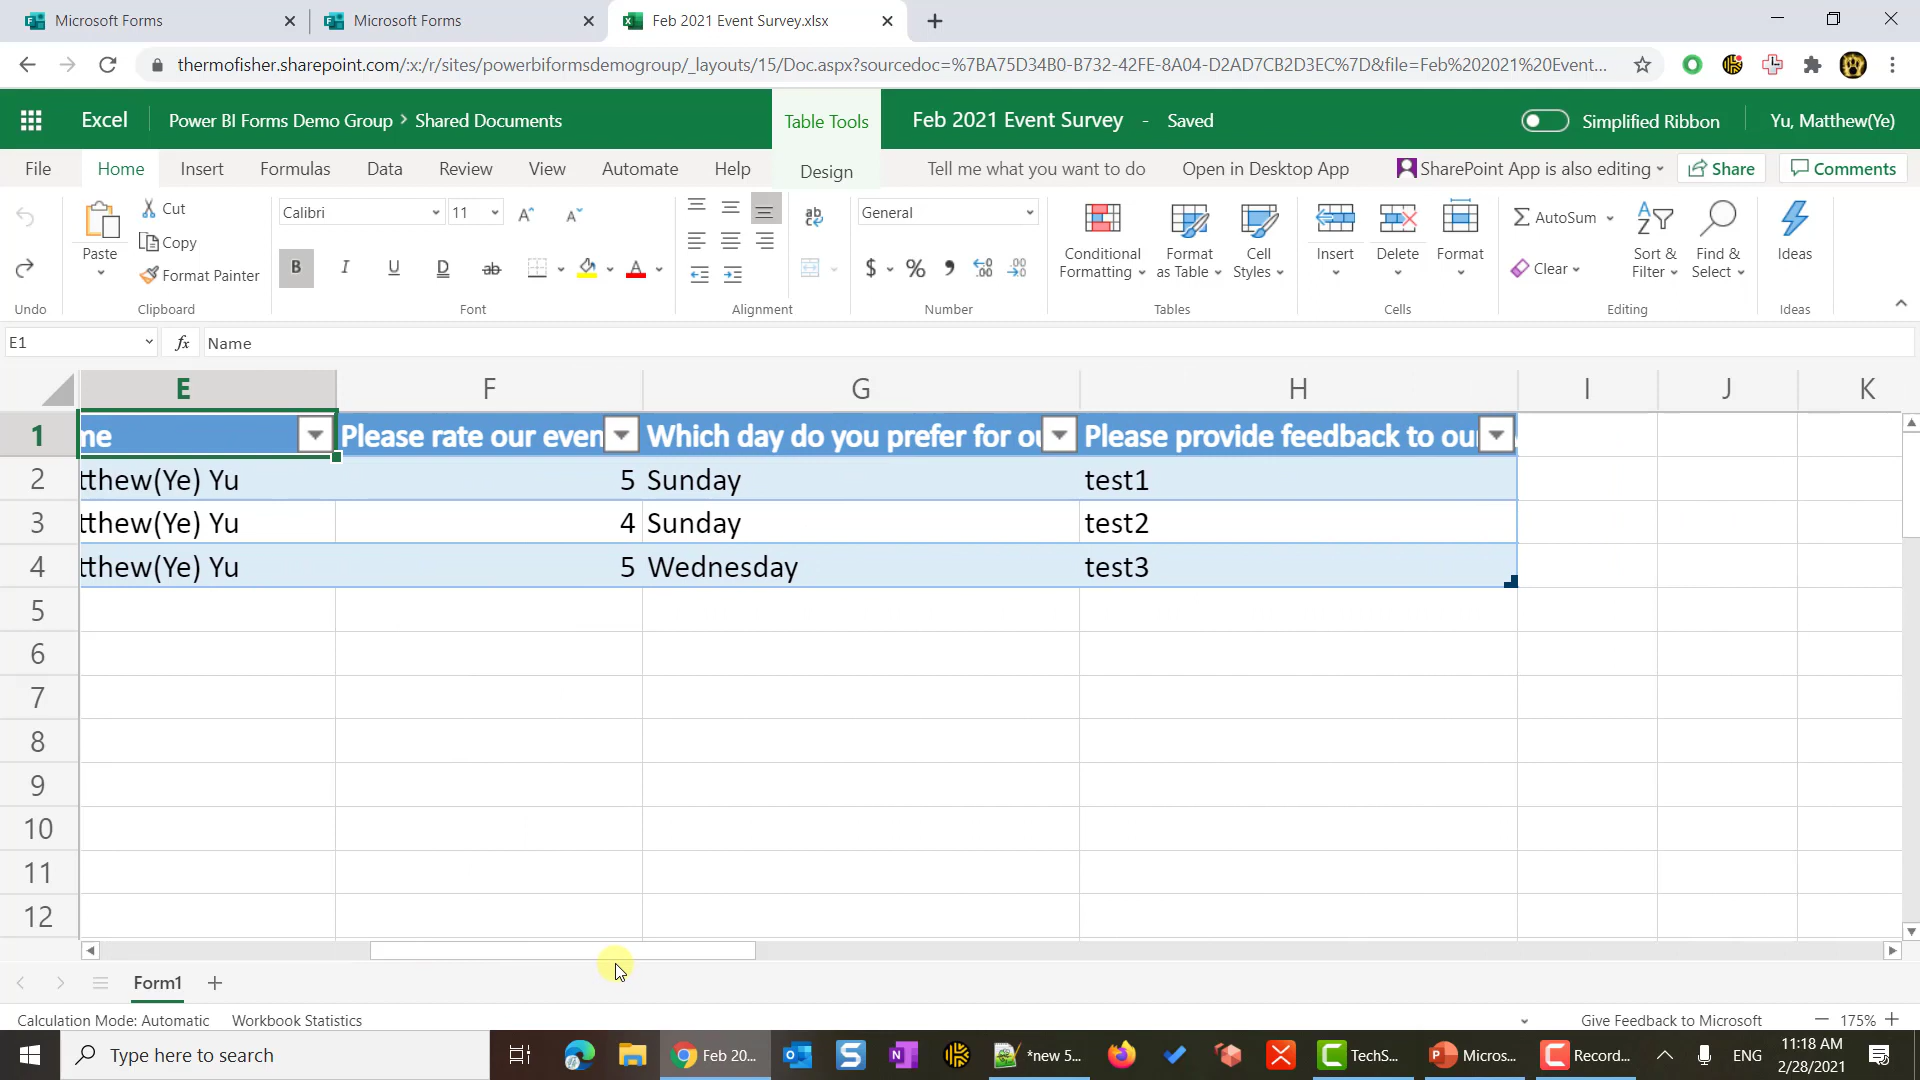 Microsoft Forms
Microsoft Forms
Feb 2021 Event Survey.xlsx
thermofisher.sharepoint.com/:x:/r/sites/powerbiformsdemogroup/_layouts/15/Doc.aspx?sourcedoc=%7BA75D34B0-B732-42FE-8A04-D2AD7CB2D3EC%7D&file=Feb%202021%20Event...
Excel
Power BI Forms Demo Group > Shared Documents
Table Tools
Feb 2021 Event Survey - Saved
Simplified Ribbon
Yu, Matthew(Ye)
File
Home
Insert
Formulas
Data
Review
View
Automate
Help
Design
Tell me what you want to do
Open in Desktop App
SharePoint App is also editing
Share
Comments
Paste
Cut
Copy
Format Painter
Calibri
11
General
Conditional
Formatting
Format
as Table
Cell
Styles
Insert
Delete
Format
AutoSum
Clear
Sort &
Filter
Find &
Select
Ideas
Undo
Clipboard
Font
Alignment
Number
Tables
Cells
Editing
Ideas
E1
fx
Name
E F G H I J K
1 me Please rate our even Which day do you prefer for ou Please provide feedback to ou
2 tthew(Ye) Yu 5 Sunday test1
3 tthew(Ye) Yu 4 Sunday test2
4 tthew(Ye) Yu 5 Wednesday test3
5
6
7
8
9
10
11
12
Form1
Calculation Mode: Automatic
Workbook Statistics
Give Feedback to Microsoft
175%
Type here to search
Feb 20...
*new 5...
TechS...
Micros...
Record...
ENG
11:18 AM
2/28/2021